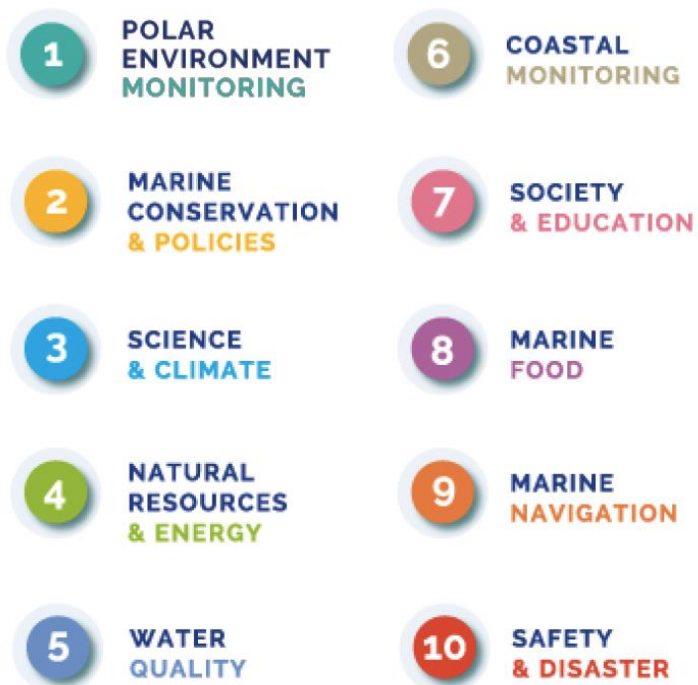 1
POLAR
ENVIRONMENT
MONITORING
2
MARINE
CONSERVATION
& POLICIES
3
SCIENCE
& CLIMATE
4
NATURAL
RESOURCES
& ENERGY
5
WATER
QUALITY
6
COASTAL
MONITORING
7
SOCIETY
& EDUCATION
8
MARINE
FOOD
9
MARINE
NAVIGATION
10
SAFETY
& DISASTER